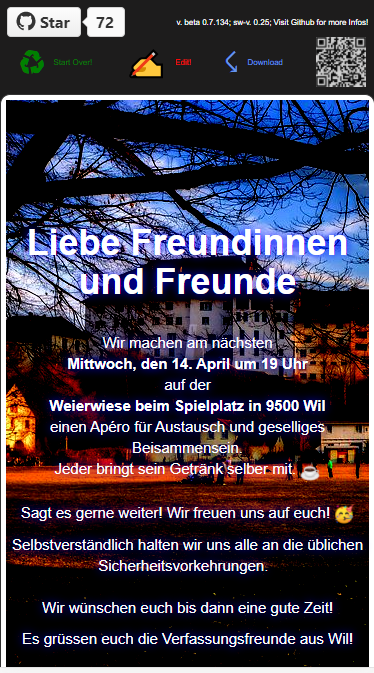 Star 72
v. beta 0.7.134; sw-v. 0.25; Visit Github for more Infos!
Start Over!
Edit!
Download
Liebe Freundinnen
und Freunde
Wir machen am nächsten
Mittwoch, den 14. April um 19 Uhr
auf der
Weierwiese beim Spielplatz in 9500 Wil
einen Apéro für Austausch und geselliges
Beisammensein.
Jeder bringt sein Getränk selber mit. ☕
Sagt es gerne weiter! Wir freuen uns auf euch! 🥳
Selbstverständlich halten wir uns alle an die üblichen
Sicherheitsvorkehrungen.
Wir wünschen euch bis dann eine gute Zeit!
Es grüssen euch die Verfassungsfreunde aus Wil!